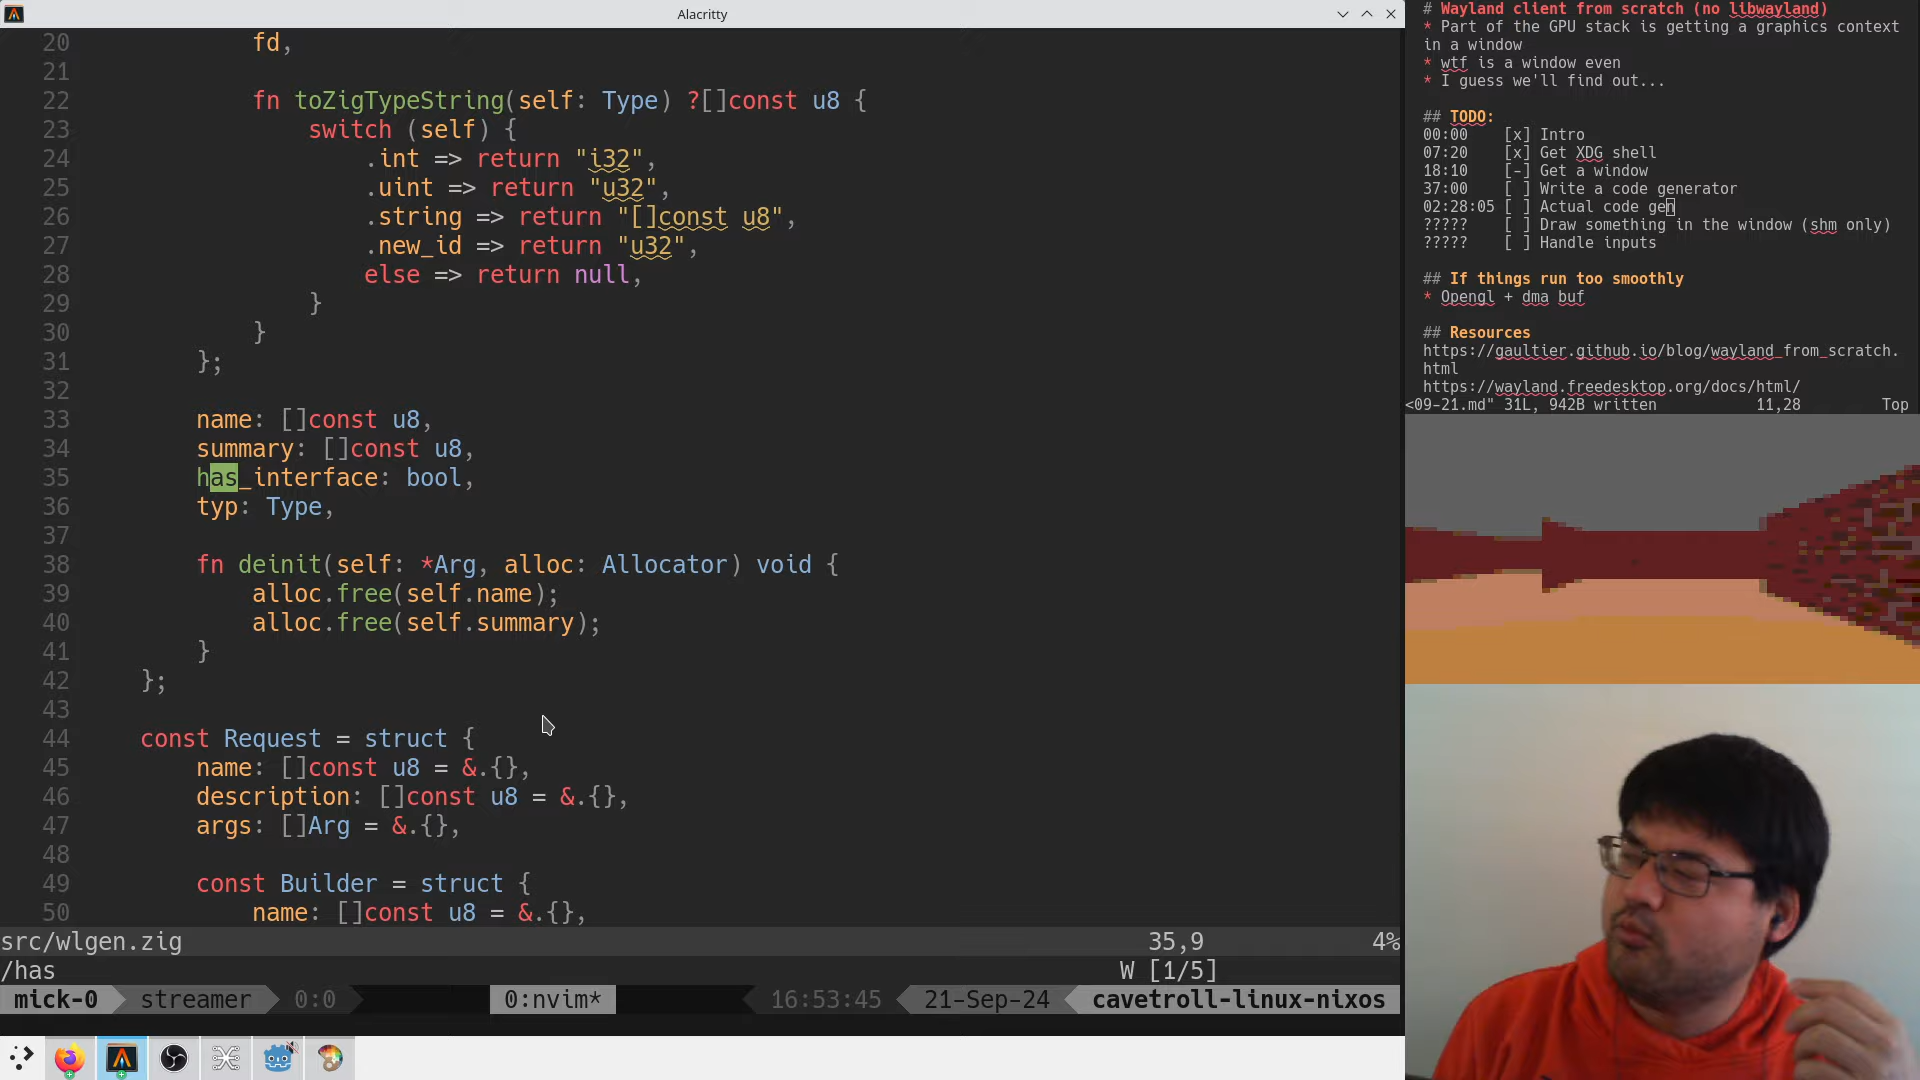 Alacritty
20 fd,
21
22 fn toZigTypeString(self: Type) ?[]const u8 {
23 switch (self) {
24 .int => return "i32",
25 .uint => return "u32",
26 .string => return "[]const u8",
27 .new_id => return "u32",
28 else => return null,
29 }
30 }
31 };
32
33 name: []const u8,
34 summary: []const u8,
35 has_interface: bool,
36 typ: Type,
37
38 fn deinit(self: *Arg, alloc: Allocator) void {
39 alloc.free(self.name);
40 alloc.free(self.summary);
41 }
42 };
43
44 const Request = struct {
45 name: []const u8 = &.{},
46 description: []const u8 = &.{},
47 args: []Arg = &.{},
48
49 const Builder = struct {
50 name: []const u8 = &.{},
src/wlgen.zig 35,9 4%
/has W [1/5]
mick-0 streamer 0:0 0:nvim* 16:53:45 21-Sep-24 cavetroll-linux-nixos
# Wayland client from scratch (no libwayland)
* Part of the GPU stack is getting a graphics context
in a window
* wtf is a window even
* I guess we'll find out...
## TODO:
00:00 [x] Intro
07:20 [x] Get XDG shell
18:10 [-] Get a window
37:00 [ ] Write a code generator
02:28:05 [ ] Actual code gen
????? [ ] Draw something in the window (shm only)
????? [ ] Handle inputs
## If things run too smoothly
* Opengl + dma buf
## Resources
https://gaultier.github.io/blog/wayland_from_scratch.
html
https://wayland.freedesktop.org/docs/html/
<09-21.md" 31L, 942B written 11,28 Top